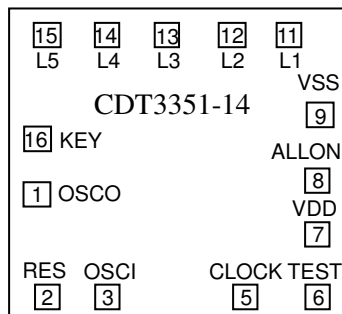 15 14 13 12 11
L5 L4 L3 L2 L1
VSS
CDT3351-14
9
16 KEY
ALLON
8
1 OSCO
VDD
7
RES OSCI CLOCK TEST
2 3 5 6